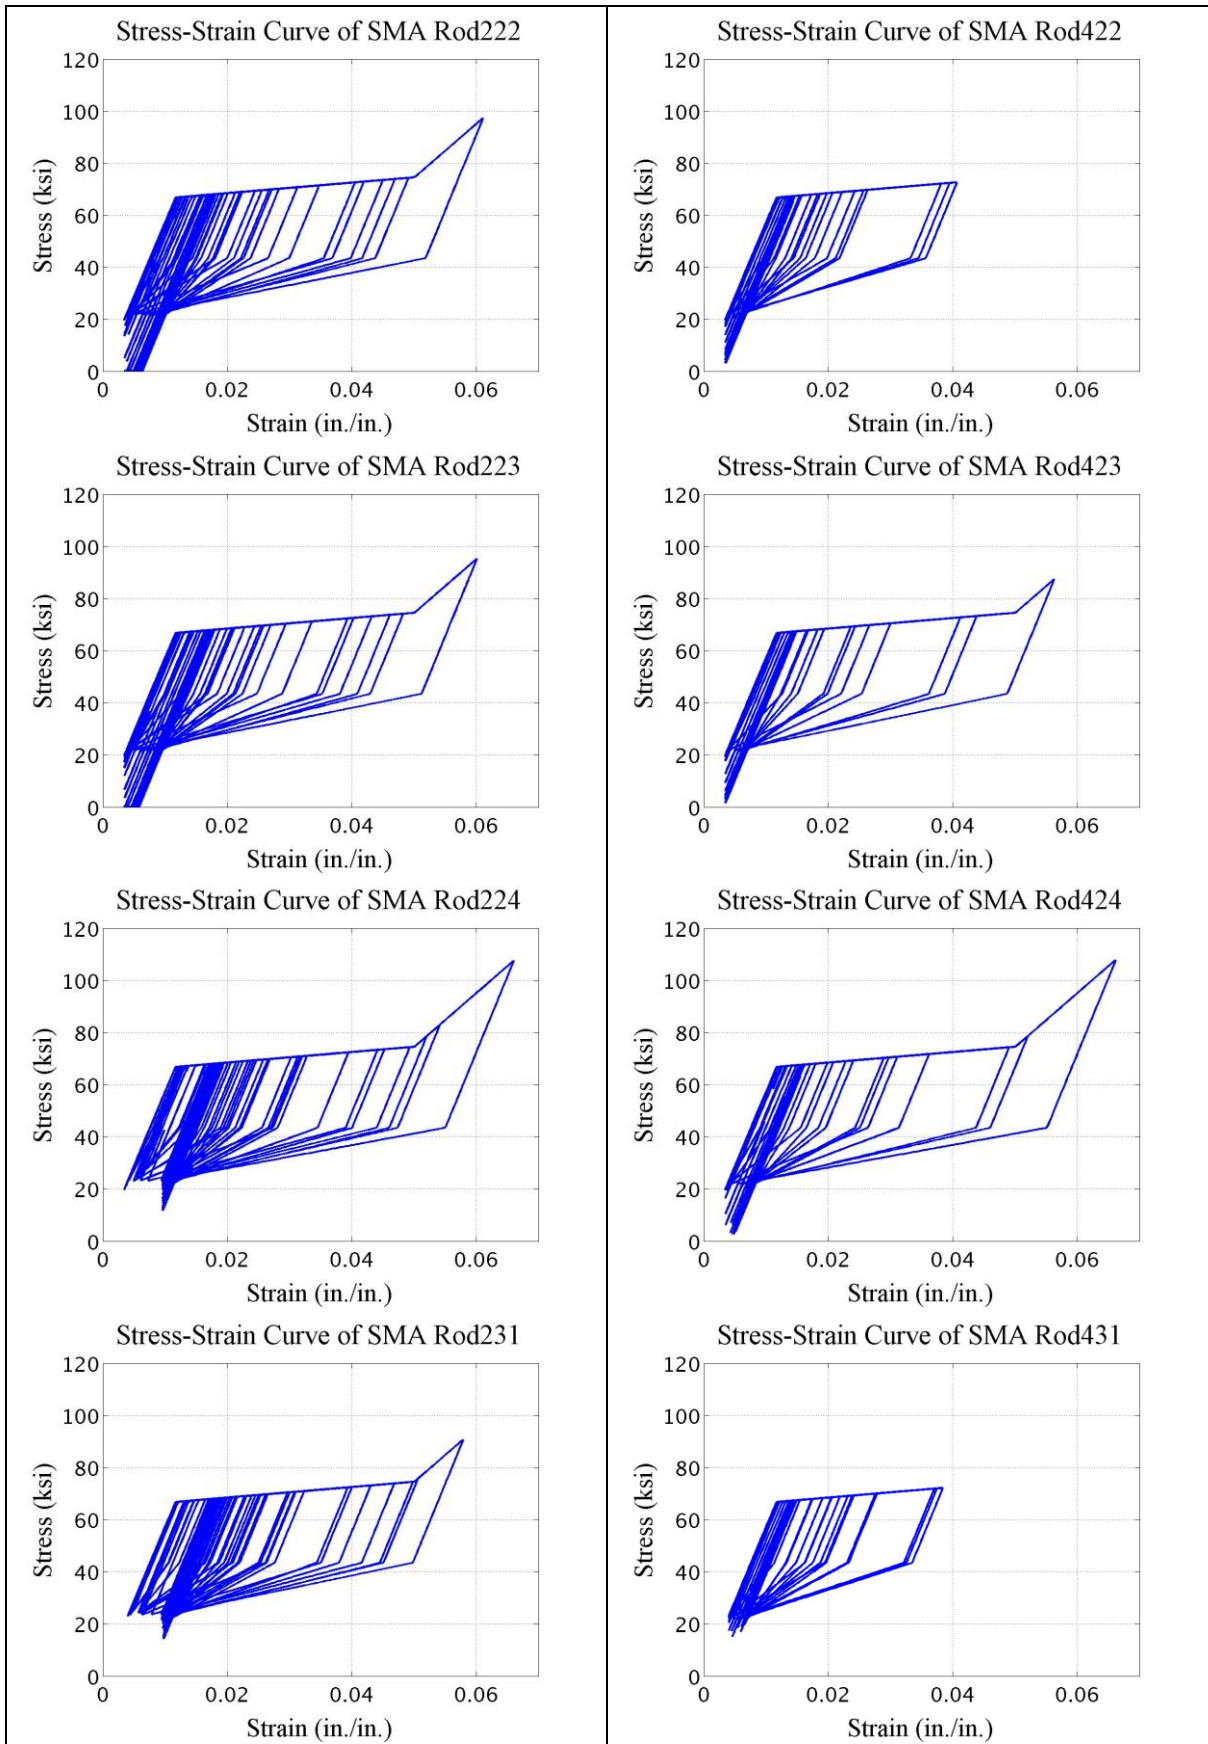 Stress-Strain Curve of SMA Rod222
120
100
80
60
40
20
0
Stress (ksi)
0 0.02 0.04 0.06
Strain (in./in.)
Stress-Strain Curve of SMA Rod422
120
100
80
60
40
20
0
Stress (ksi)
0 0.02 0.04 0.06
Strain (in./in.)
Stress-Strain Curve of SMA Rod223
120
100
80
60
40
20
0
Stress (ksi)
0 0.02 0.04 0.06
Strain (in./in.)
Stress-Strain Curve of SMA Rod423
120
100
80
60
40
20
0
Stress (ksi)
0 0.02 0.04 0.06
Strain (in./in.)
Stress-Strain Curve of SMA Rod224
120
100
80
60
40
20
0
Stress (ksi)
0 0.02 0.04 0.06
Strain (in./in.)
Stress-Strain Curve of SMA Rod424
120
100
80
60
40
20
0
Stress (ksi)
0 0.02 0.04 0.06
Strain (in./in.)
Stress-Strain Curve of SMA Rod231
120
100
80
60
40
20
0
Stress (ksi)
0 0.02 0.04 0.06
Strain (in./in.)
Stress-Strain Curve of SMA Rod431
120
100
80
60
40
20
0
Stress (ksi)
0 0.02 0.04 0.06
Strain (in./in.)